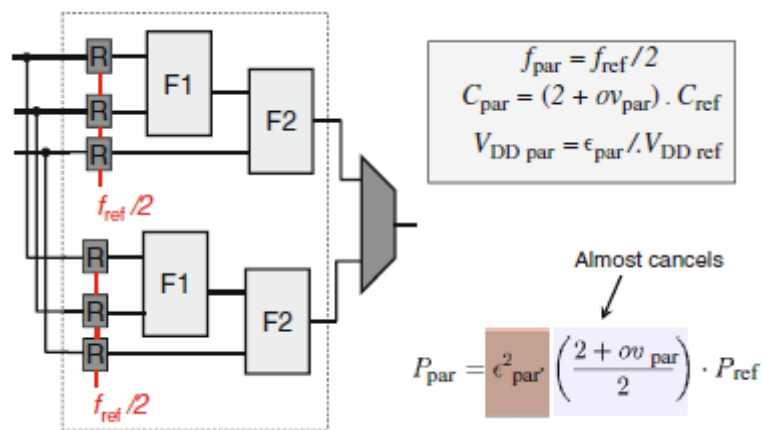 R
R
R
F1
F2
f_ref /2
R
R
R
F1
F2
f_ref /2
f_par = f_ref /2
C_par = (2 + ov_par) . C_ref
V_DD par = ϵ_par /.V_DD ref
Almost cancels
P_par = ϵ²_par · ((2 + ov_par)/2) · P_ref